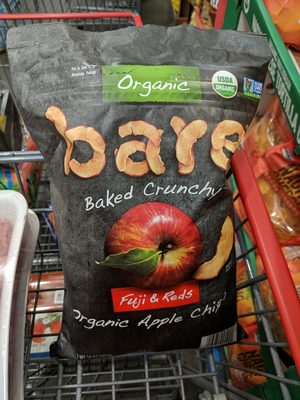 Organic
USDA
ORGANIC
bare
Baked Crunchy
Fuji & Reds
Organic Apple Chips